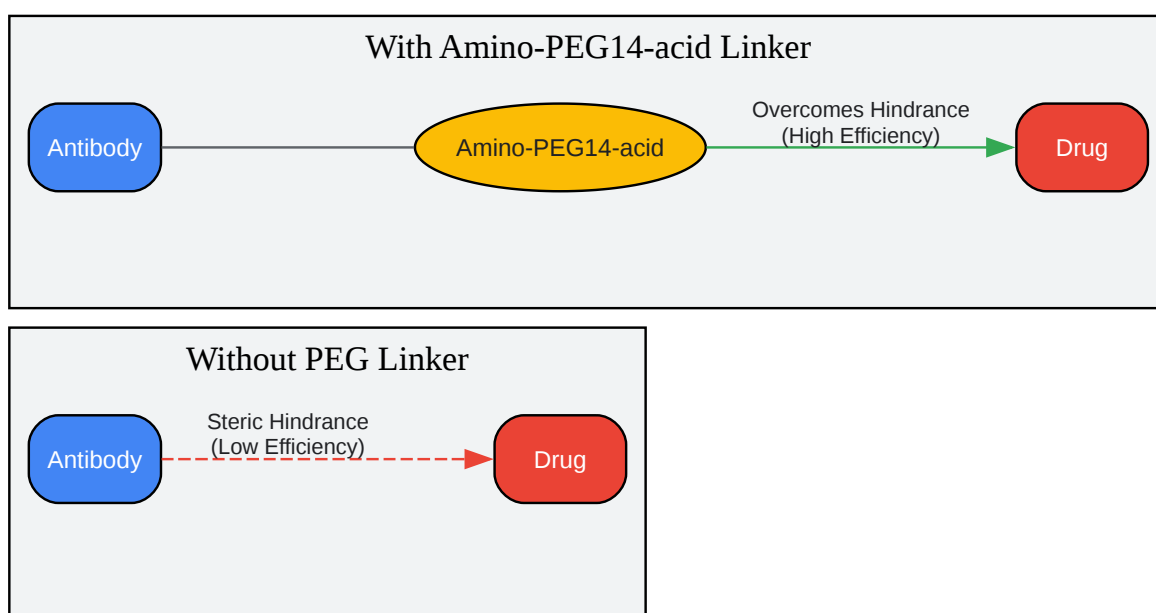 With Amino-PEG14-acid Linker
Antibody
Amino-PEG14-acid
Overcomes Hindrance
(High Efficiency)
Drug
Without PEG Linker
Antibody
Steric Hindrance
(Low Efficiency)
Drug